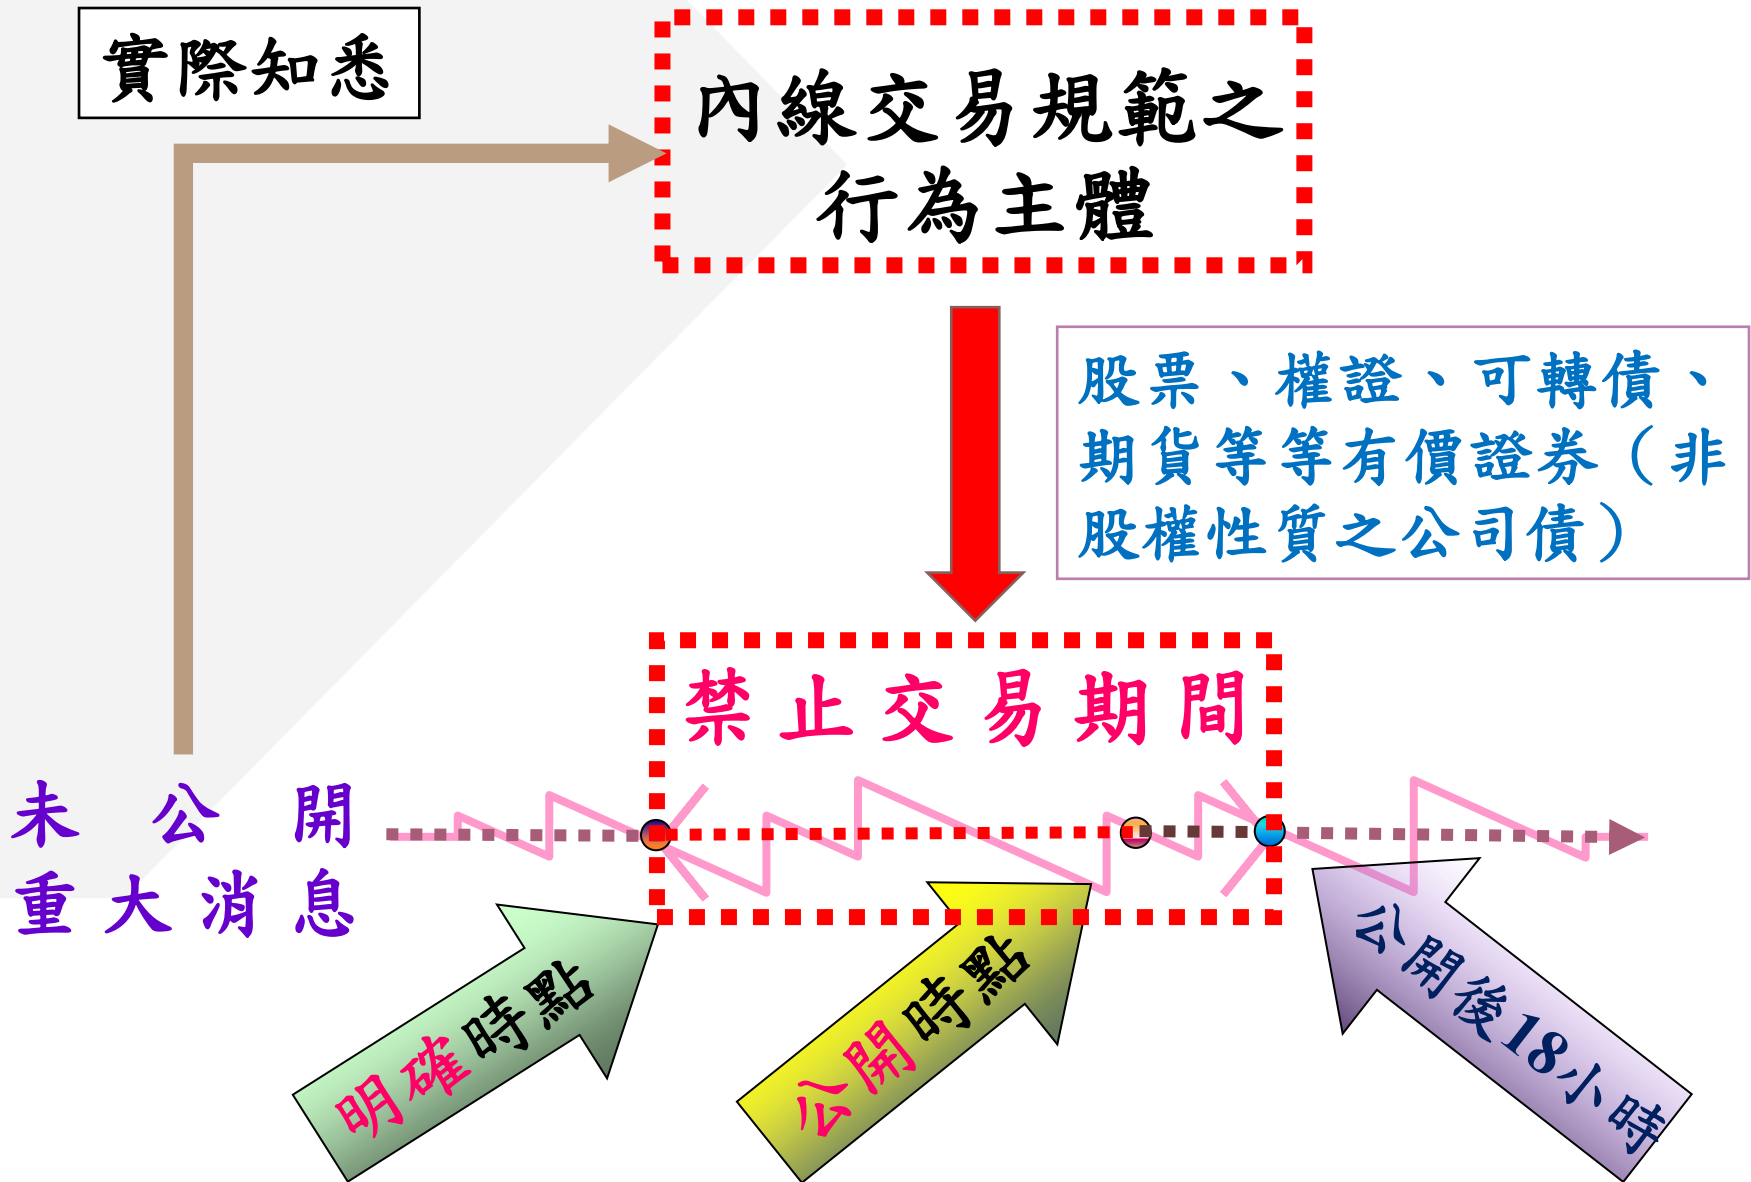 實際知悉
內線交易規範之
行為主體
股票、權證、可轉債、
期貨等等有價證券（非
股權性質之公司債）
禁止交易期間
未公開
重大消息
明確時點
公開時點
公開後18小時